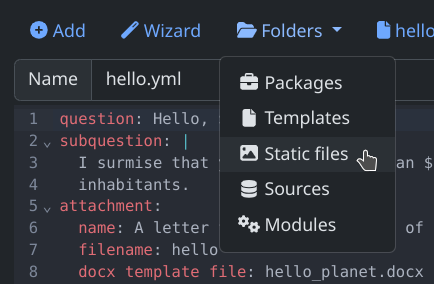 Add Wizard Folders hello
Name hello.yml
Packages
Templates
Static files
Sources
Modules
1 question: Hello,
2 subquestion: |
3 I surmise that an $
4 inhabitants.
5 attachment:
6 name: A letter of
7 filename: hello
8 docx template file: hello_planet.docx